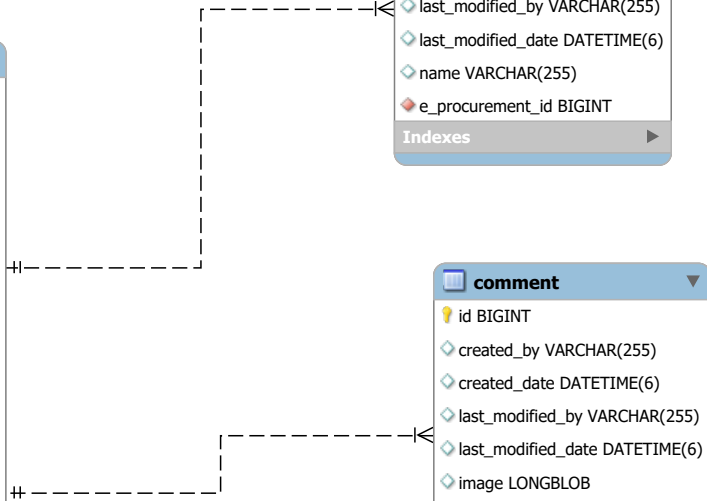 last_modified_by VARCHAR(255)
last_modified_date DATETIME(6)
name VARCHAR(255)
e_procurement_id BIGINT
Indexes
comment
id BIGINT
created_by VARCHAR(255)
created_date DATETIME(6)
last_modified_by VARCHAR(255)
last_modified_date DATETIME(6)
image LONGBLOB